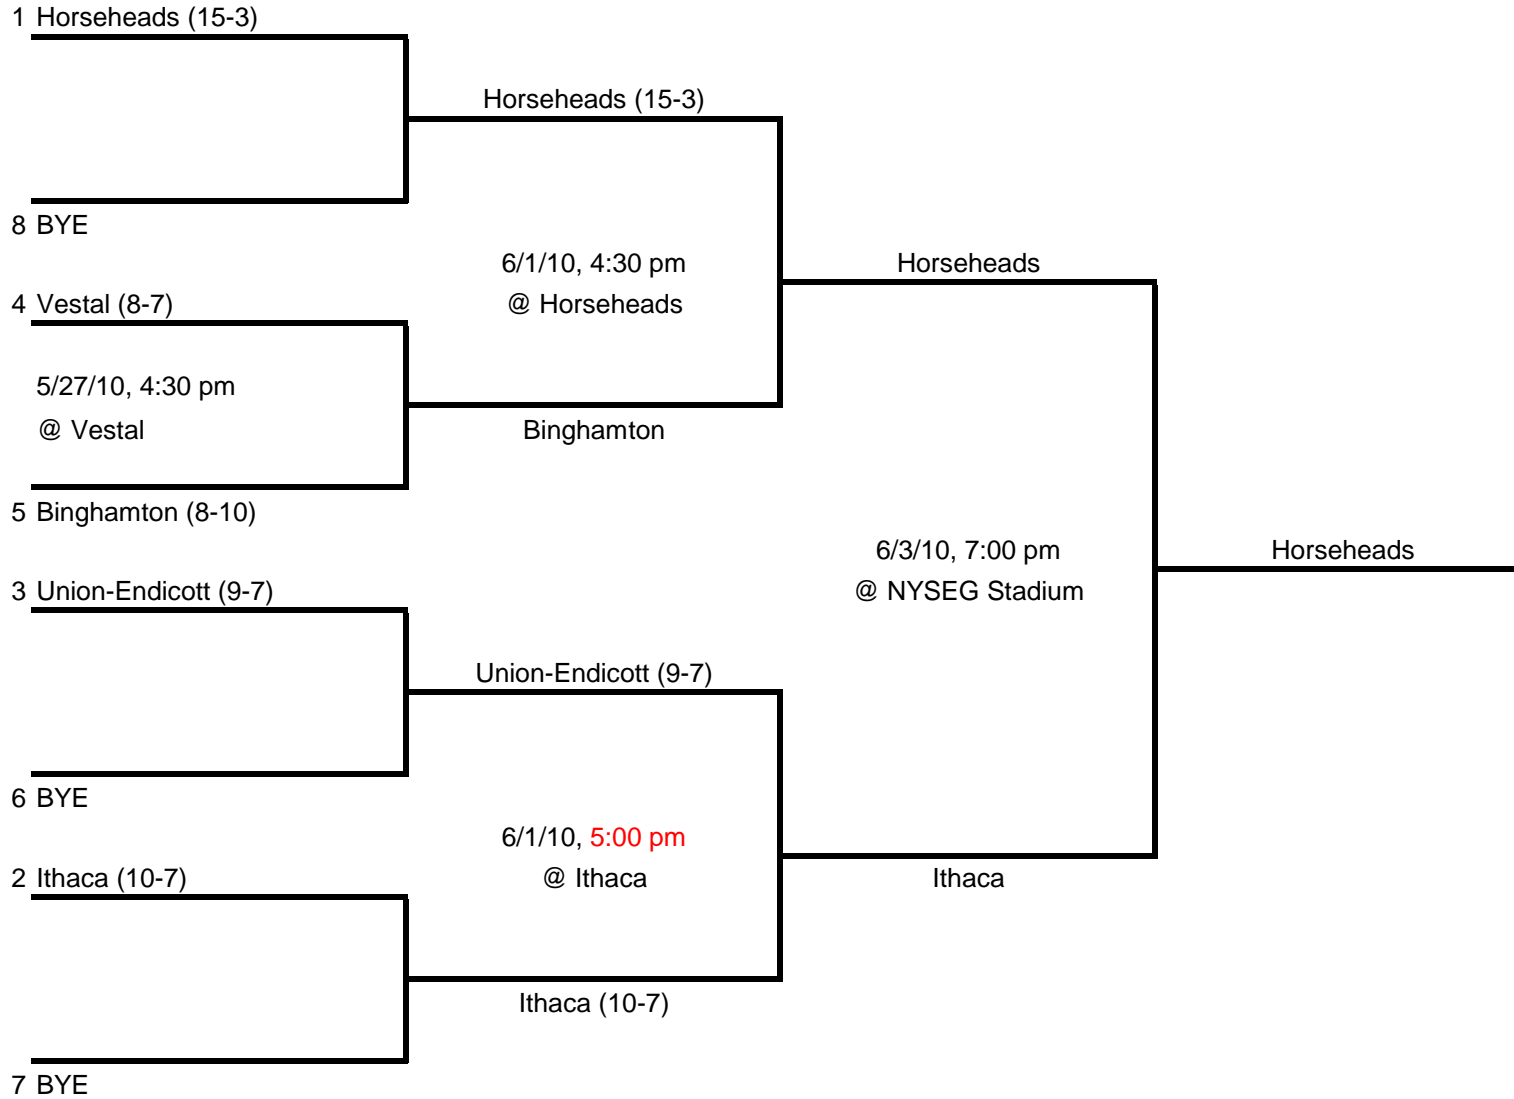 1 Horseheads (15-3)
Horseheads (15-3)
8 BYE
6/1/10, 4:30 pm
@ Horseheads
Horseheads
4 Vestal (8-7)
5/27/10, 4:30 pm
@ Vestal
Binghamton
5 Binghamton (8-10)
6/3/10, 7:00 pm
@ NYSEG Stadium
Horseheads
3 Union-Endicott (9-7)
Union-Endicott (9-7)
6 BYE
6/1/10, 5:00 pm
@ Ithaca
Ithaca
2 Ithaca (10-7)
Ithaca (10-7)
7 BYE